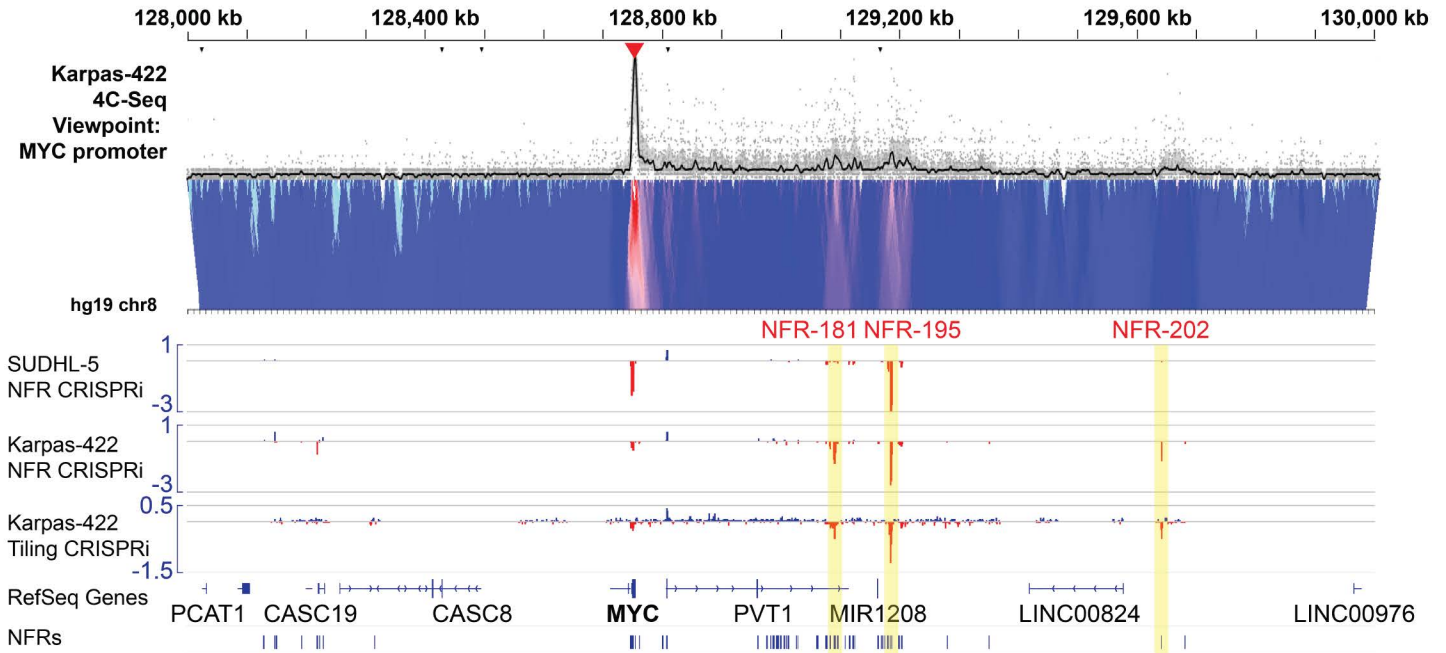 128,000 kb 128,400 kb 128,800 kb 129,200 kb 129,600 kb 130,000 kb
Karpas-422
4C-Seq
Viewpoint:
MYC promoter
hg19 chr8
NFR-181 NFR-195 NFR-202
1
SUDHL-5
NFR CRISPRi
-3
1
Karpas-422
NFR CRISPRi
-3
0.5
Karpas-422
Tiling CRISPRi
-1.5
RefSeq Genes
PCAT1 CASC19 CASC8 MYC PVT1 MIR1208 LINC00824 LINC00976
NFRs